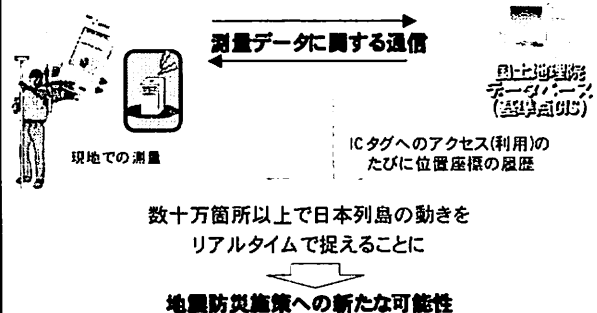 測量データに関する通信
国土地理院
データベース
(基準点GIS)
現地での測量
ICタグへのアクセス(利用)の
たびに位置座標の履歴
数十万箇所以上で日本列島の動きを
リアルタイムで捉えることに
地震防災施策への新たな可能性